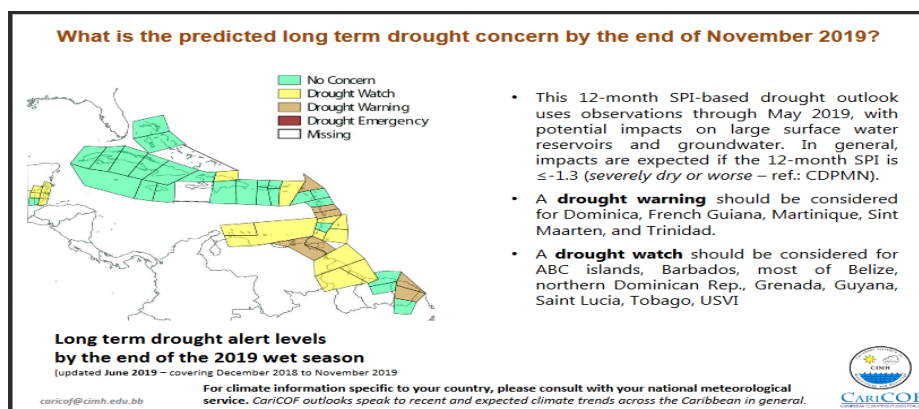 What is the predicted long term drought concern by the end of November 2019?
No Concern
Drought Watch
Drought Warning
Drought Emergency
Missing
• This 12-month SPI-based drought outlook
uses observations through May 2019, with
potential impacts on large surface water
reservoirs and groundwater. In general,
impacts are expected if the 12-month SPI is
≤-1.3 (severely dry or worse – ref.: CDPMN).
• A drought warning should be considered
for Dominica, French Guiana, Martinique, Sint
Maarten, and Trinidad.
• A drought watch should be considered for
ABC islands, Barbados, most of Belize,
northern Dominican Rep., Grenada, Guyana,
Saint Lucia, Tobago, USVI
Long term drought alert levels
by the end of the 2019 wet season
(updated June 2019 – covering December 2018 to November 2019
For climate information specific to your country, please consult with your national meteorological
service. CariCOF outlooks speak to recent and expected climate trends across the Caribbean in general.
caricof@cimh.edu.bb
CIMH
CARICOF